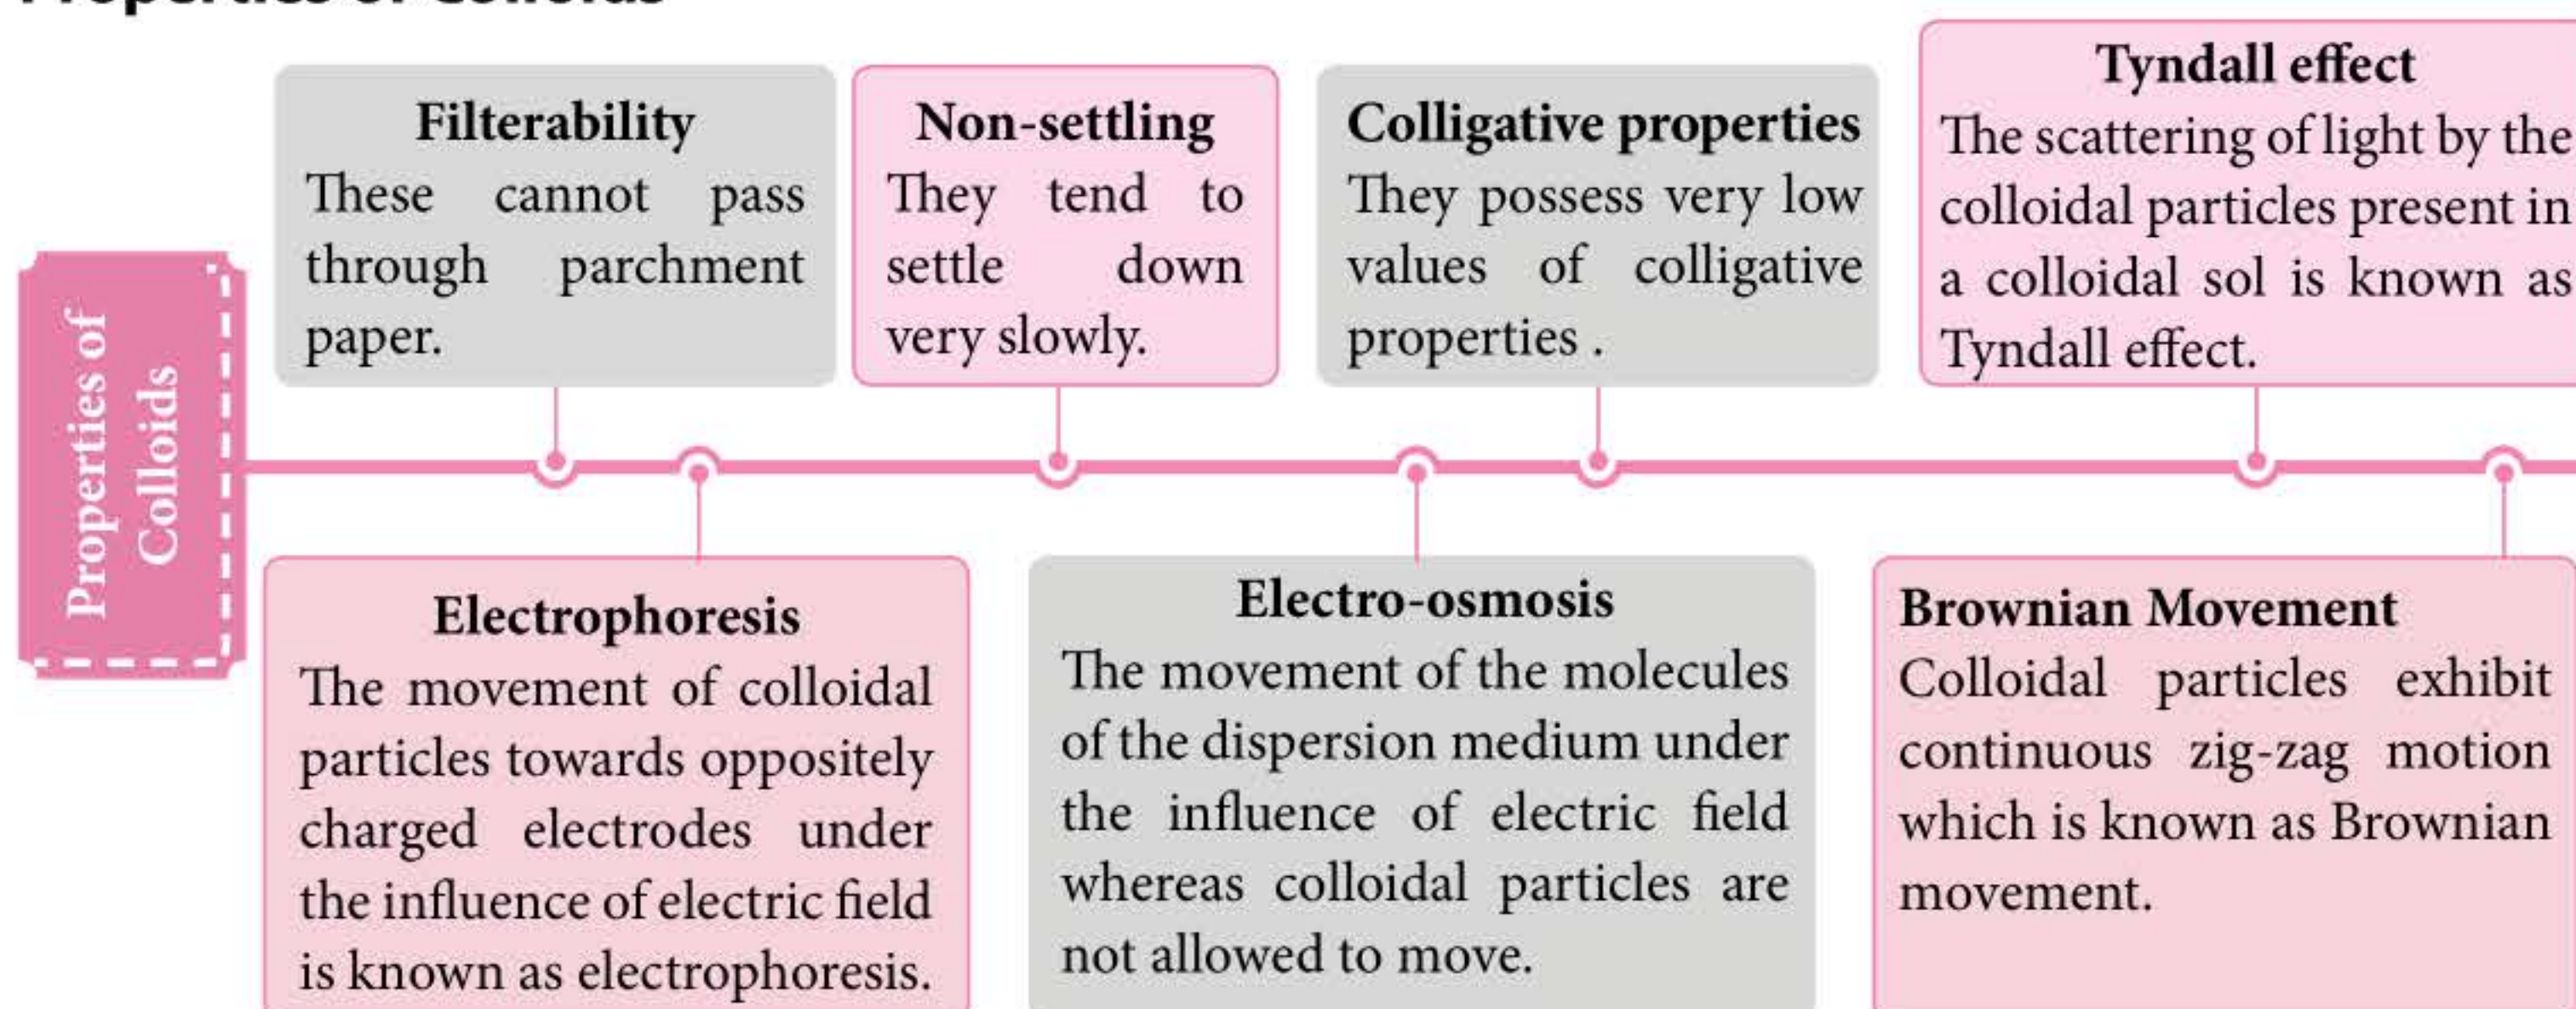 Properties of Colloids
Properties of
Colloids
Filterability
These cannot pass
through parchment
paper.
Non-settling
They tend to
settle down
very slowly.
Colligative properties
They possess very low
values of colligative
properties .
Tyndall effect
The scattering of light by the
colloidal particles present in
a colloidal sol is known as
Tyndall effect.
Electrophoresis
The movement of colloidal
particles towards oppositely
charged electrodes under
the influence of electric field
is known as electrophoresis.
Electro-osmosis
The movement of the molecules
of the dispersion medium under
the influence of electric field
whereas colloidal particles are
not allowed to move.
Brownian Movement
Colloidal particles exhibit
continuous zig-zag motion
which is known as Brownian
movement.